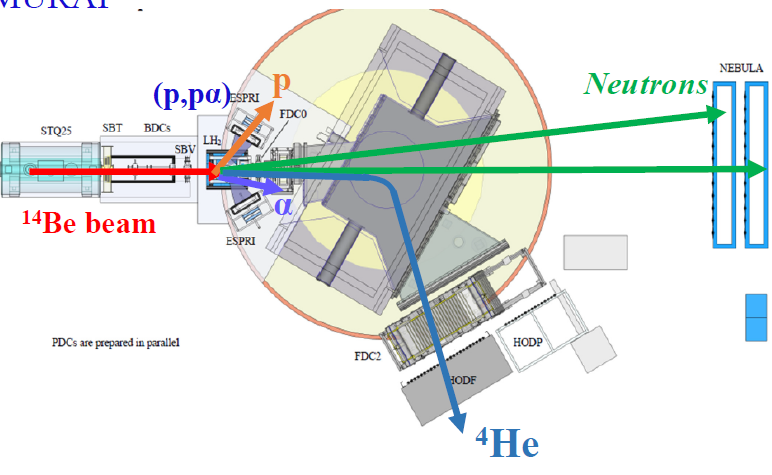 NEBULA
Neutrons
(p,pα)
p
ESPRI
FDC0
STQ25
SBT
BDCs
SBV
LH₂
α
¹⁴Be beam
ESPRI
PDCs are prepared in parallel
FDC2
HODP
HODF
⁴He